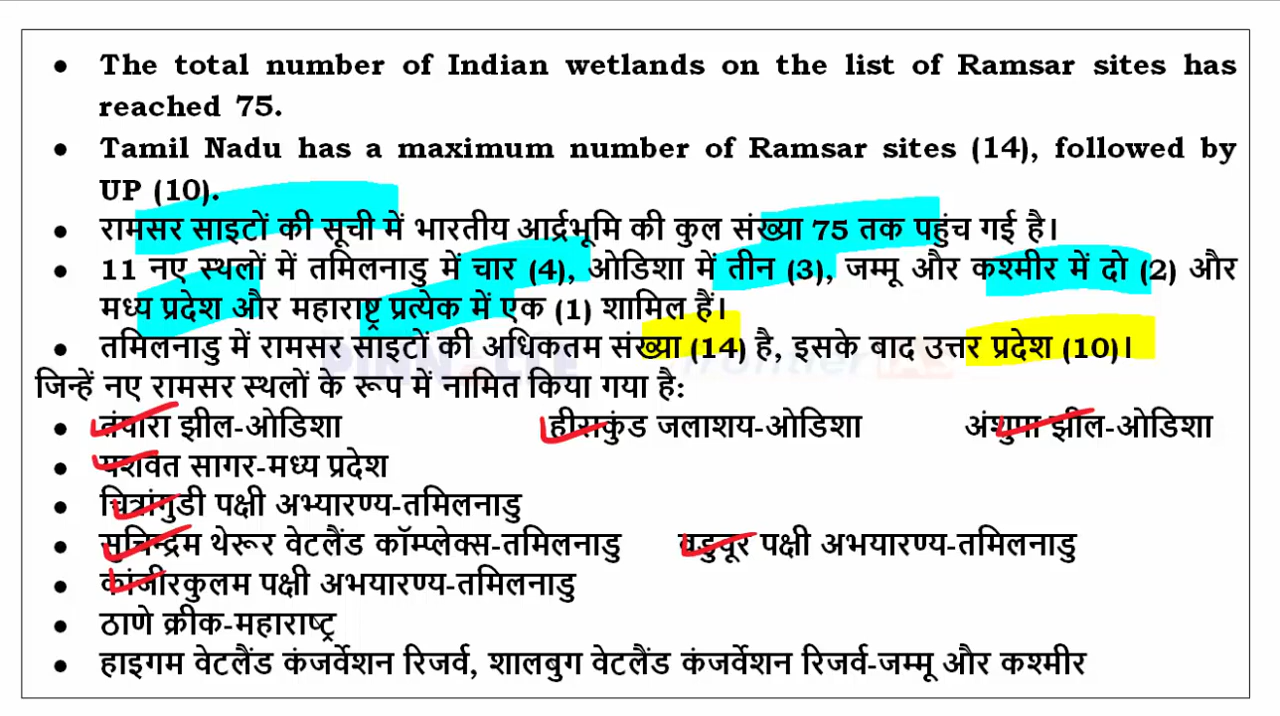 The total number of Indian wetlands on the list of Ramsar sites has
reached 75.
Tamil Nadu has a maximum number of Ramsar sites (14), followed by
UP (10).
रामसर साइटों की सूची में भारतीय आर्द्रभूमि की कुल संख्या 75 तक पहुंच गई है।
11 नए स्थलों में तमिलनाडु में चार (4), ओडिशा में तीन (3), जम्मू और कश्मीर में दो (2) और
मध्य प्रदेश और महाराष्ट्र प्रत्येक में एक (1) शामिल हैं।
तमिलनाडु में रामसर साइटों की अधिकतम संख्या (14) है, इसके बाद उत्तर प्रदेश (10)।
जिन्हें नए रामसर स्थलों के रूप में नामित किया गया है:
झील-ओडिशा हीराकुंड जलाशय-ओडिशा अंशुपा झील-ओडिशा
यशवंत सागर-मध्य प्रदेश
चित्रांगुडी पक्षी अभ्यारण्य-तमिलनाडु
सुचिन्द्रम थेरूर वेटलैंड कॉम्प्लेक्स-तमिलनाडु वडुवूर पक्षी अभयारण्य-तमिलनाडु
कांजीरकुलम पक्षी अभयारण्य-तमिलनाडु
ठाणे क्रीक-महाराष्ट्र
हाइगम वेटलैंड कंजर्वेशन रिजर्व, शालबुग वेटलैंड कंजर्वेशन रिजर्व-जम्मू और कश्मीर